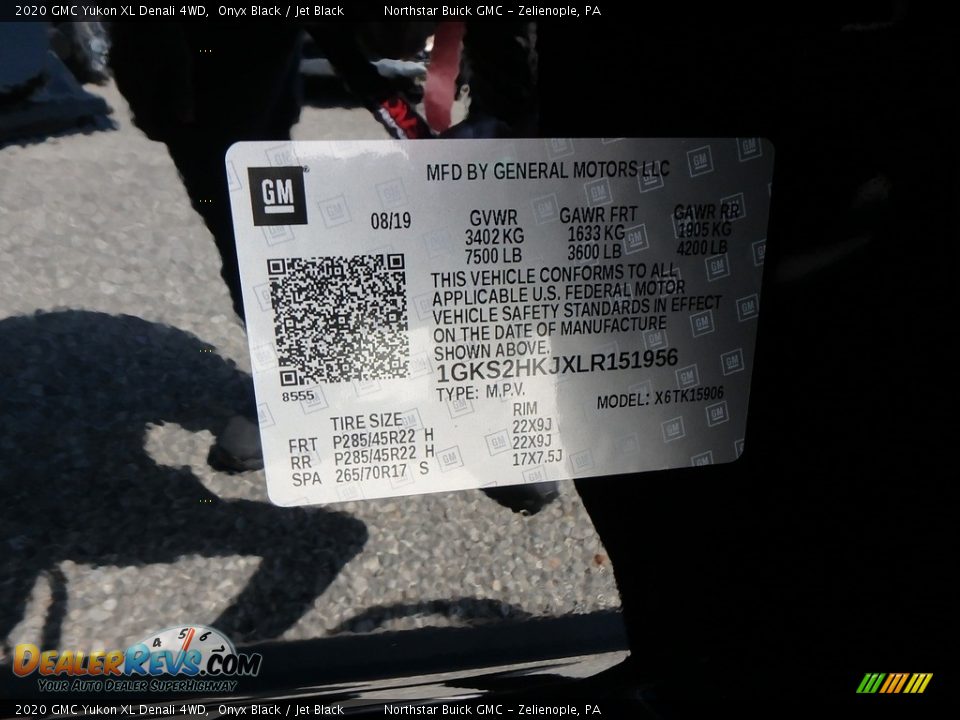 2020 GMC Yukon XL Denali 4WD, Onyx Black / Jet Black Northstar Buick GMC - Zelienople, PA
GM
MFD BY GENERAL MOTORS LLC
08/19
GVWR GAWR FRT GAWR RR
3402 KG 1633 KG 1905 KG
7500 LB 3600 LB 4200 LB
THIS VEHICLE CONFORMS TO ALL
APPLICABLE U.S. FEDERAL MOTOR
VEHICLE SAFETY STANDARDS IN EFFECT
ON THE DATE OF MANUFACTURE
SHOWN ABOVE.
1GKS2HKJXLR151956
8555
TYPE: M.P.V. MODEL: X6TK15906
TIRE SIZE RIM
FRT P285/45R22 H 22X9J
RR P285/45R22 H 22X9J
SPA 265/70R17 S 17X7.5J
4 5 6
DEALERREVS.COM
YOUR AUTO DEALER SUPERHIGHWAY
2020 GMC Yukon XL Denali 4WD, Onyx Black / Jet Black Northstar Buick GMC - Zelienople, PA